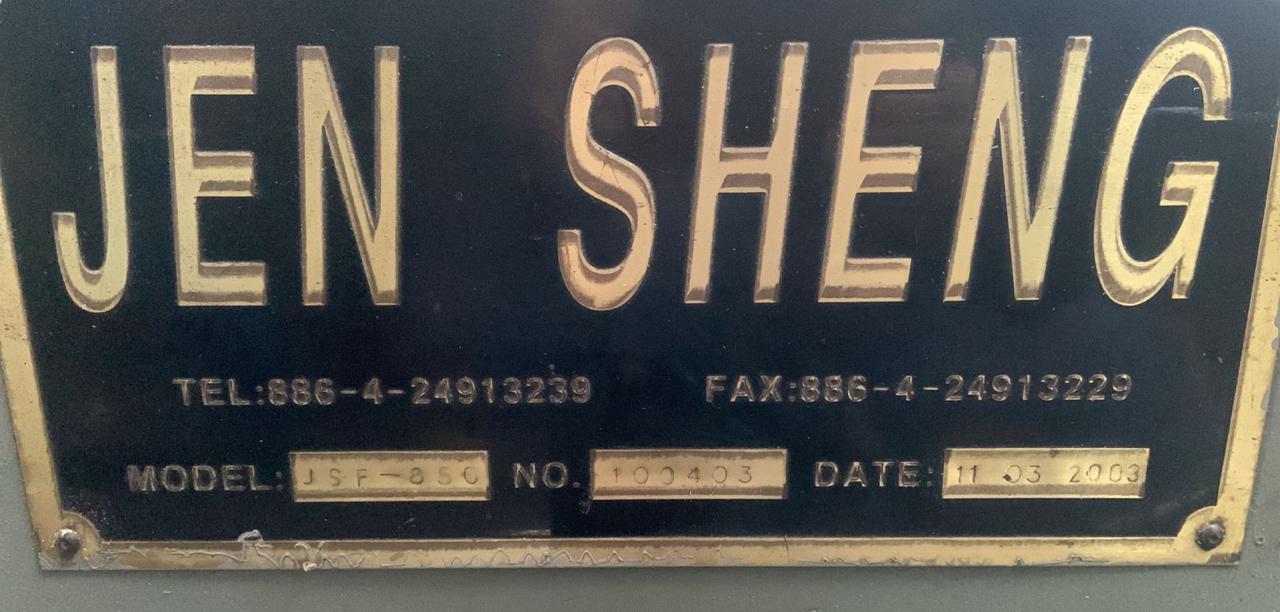 JEN SHENG
TEL:886-4-24913239 FAX:886-4-24913229
MODEL: JSF-850 NO. 100403 DATE: 11 03 2003